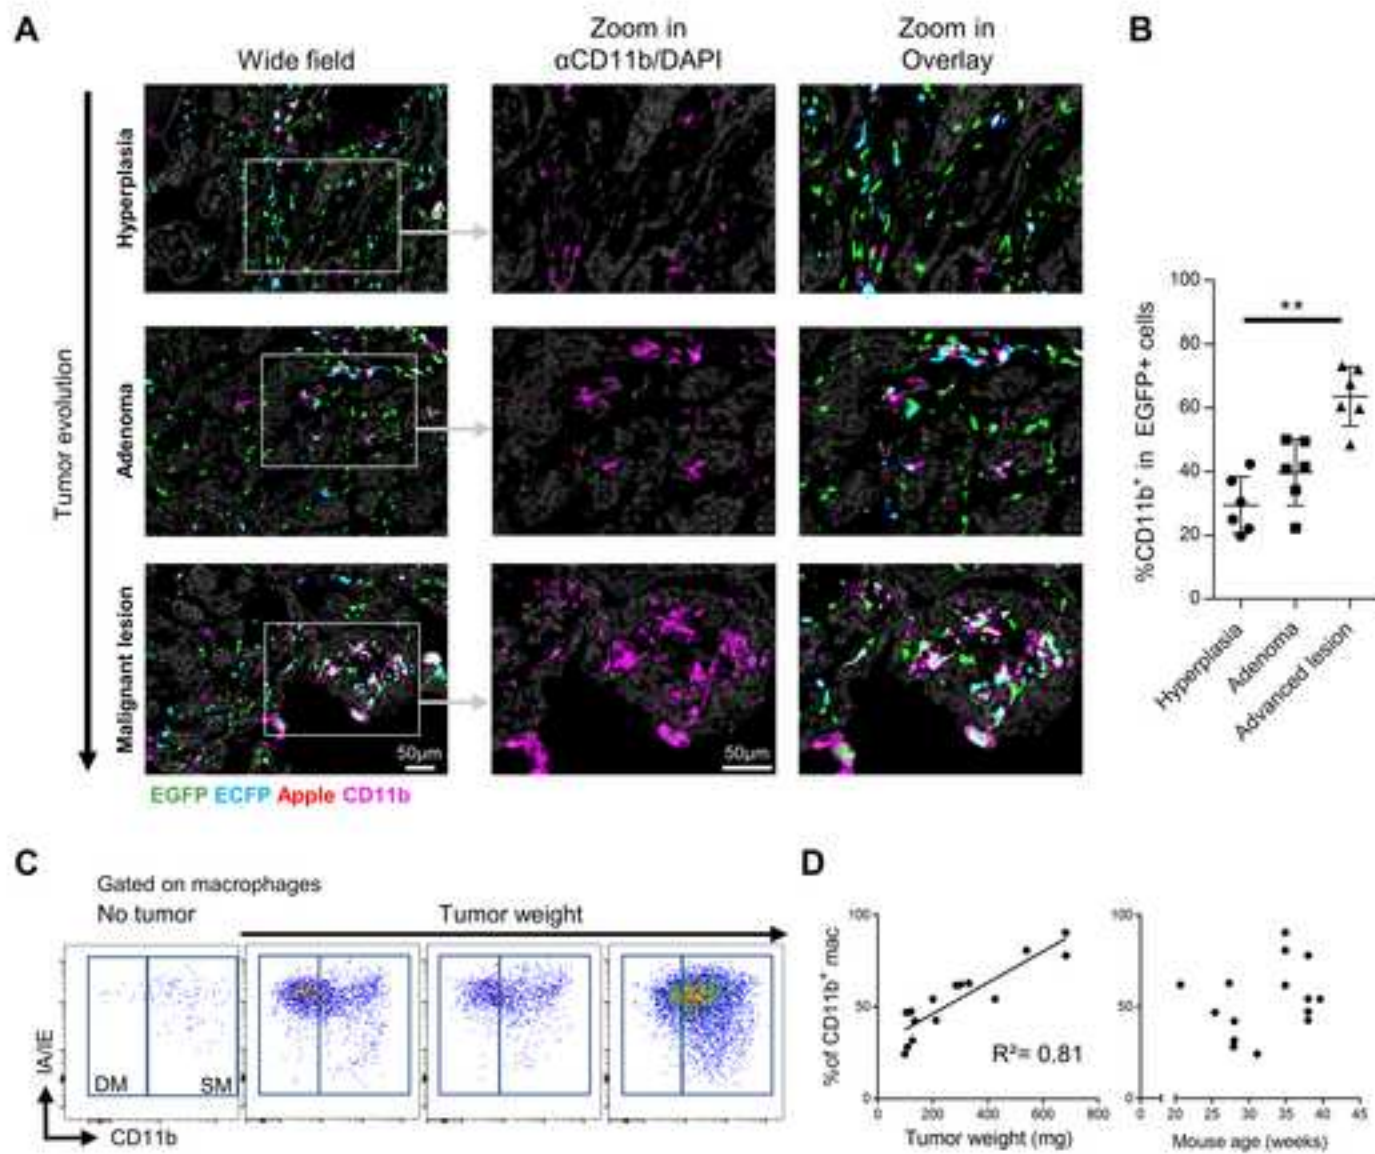 A
B
Wide field
Zoom in
αCD11b/DAPI
Zoom in
Overlay
Tumor evolution
Hyperplasia
Adenoma
Malignant lesion
50µm
50µm
EGFP ECFP Apple CD11b
%CD11b⁺ in EGFP+ cells
100
80
60
40
20
0
**
Hyperplasia
Adenoma
Advanced lesion
C
Gated on macrophages
No tumor
Tumor weight
IA/IE
DM
SM
CD11b
D
%of CD11b⁺ mac
100
50
0
0 200 400 600 800
R²= 0.81
Tumor weight (mg)
100
50
0
0 20 25 30 35 40 45
Mouse age (weeks)